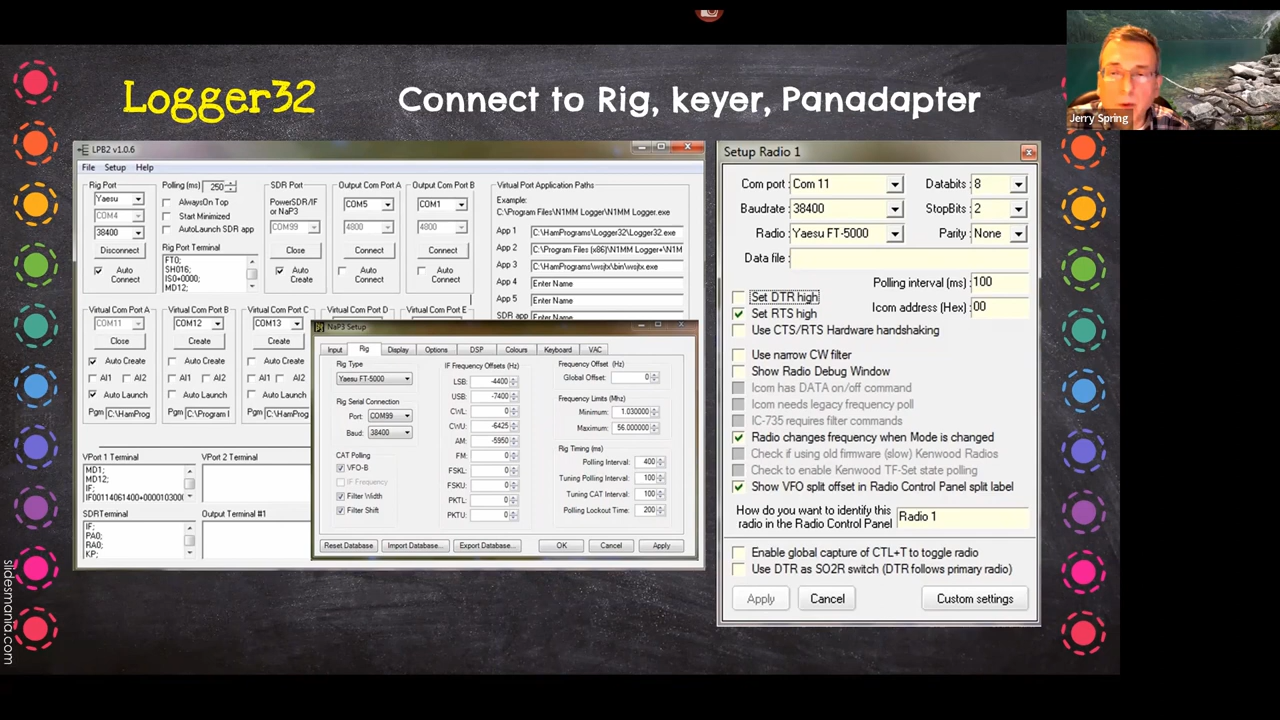 Logger32
Connect to Rig, keyer, Panadapter
Jerry Spring
LPB2 v1.0.6
File Setup Help
Rig Port
Yaesu
COM4
38400
Disconnect
Auto
Connect
Polling (ms) 250
AlwaysOn Top
Start Minimized
AutoLaunch SDR app
Rig Port Terminal
FT0;
SH016;
IS0+0000;
MD12;
SDR Port
PowerSDR/IF
or NaP3
COM99
Close
Auto
Create
Output Com Port A
COM5
4800
Connect
Auto
Connect
Output Com Port B
COM1
4800
Connect
Auto
Connect
Virtual Port Application Paths
Example:
C:\Program Files\N1MM Logger\N1MM Logger.exe
App 1 C:\HamPrograms\Logger32\Logger32.exe
App 2 C:\Program Files (x86)\N1MM Logger+\N1MM
App 3 C:\HamPrograms\wsjtx\bin\wsjtx.exe
App 4 Enter Name
App 5 Enter Name
SDR app Enter Name
Virtual Com Port A
COM11
Close
Auto Create
AI1 AI2
Auto Launch
Pgm C:\HamProg
Virtual Com Port B
COM12
Create
Auto Create
AI1 AI2
Auto Launch
Pgm C:\Program I
Virtual Com Port C
COM13
Create
Auto Create
AI1 AI2
Auto Launch
Pgm C:\HamProg
Virtual Com Port D
Virtual Com Port E
VPort 1 Terminal
MD1;
MD12;
IF;
IF00114061400+0000103000
VPort 2 Terminal
SDRTerminal
IF;
PA0;
RA0;
KP;
Output Terminal #1
NaP3 Setup
Input Rig Display Options DSP Colours Keyboard VAC
Rig Type
Yaesu FT-5000
Rig Serial Connection
Port: COM99
Baud: 38400
CAT Polling
VFO-B
IF Frequency
Filter Width
Filter Shift
IF Frequency Offsets (Hz)
LSB: -4400
USB: -7400
CWL: 0
CWU: -6425
AM: -5950
FM: 0
FSKL: 0
FSKU: 0
PKTL: 0
PKTU: 0
Frequency Offset (Hz)
Global Offset: 0
Frequency Limits (Mhz)
Minimum: 1.030000
Maximum: 56.000000
Rig Timing (ms)
Polling Interval: 400
Tuning Polling Interval: 100
Tuning CAT Interval: 100
Polling Lockout Time: 200
Reset Database Import Database... Export Database... OK Cancel Apply
Setup Radio 1
Com port: Com 11 Databits: 8
Baudrate: 38400 StopBits: 2
Radio: Yaesu FT-5000 Parity: None
Data file:
Polling interval (ms): 100
Set DTR high
Icom address (Hex): 00
Set RTS high
Use CTS/RTS Hardware handshaking
Use narrow CW filter
Show Radio Debug Window
Icom has DATA on/off command
Icom needs legacy frequency poll
IC-735 requires filter commands
Radio changes frequency when Mode is changed
Check if using old firmware (slow) Kenwood Radios
Check to enable Kenwood TF-Set state polling
Show VFO split offset in Radio Control Panel split label
How do you want to identify this
radio in the Radio Control Panel Radio 1
Enable global capture of CTL+T to toggle radio
Use DTR as SO2R switch (DTR follows primary radio)
Apply Cancel Custom settings
slidesmania.com